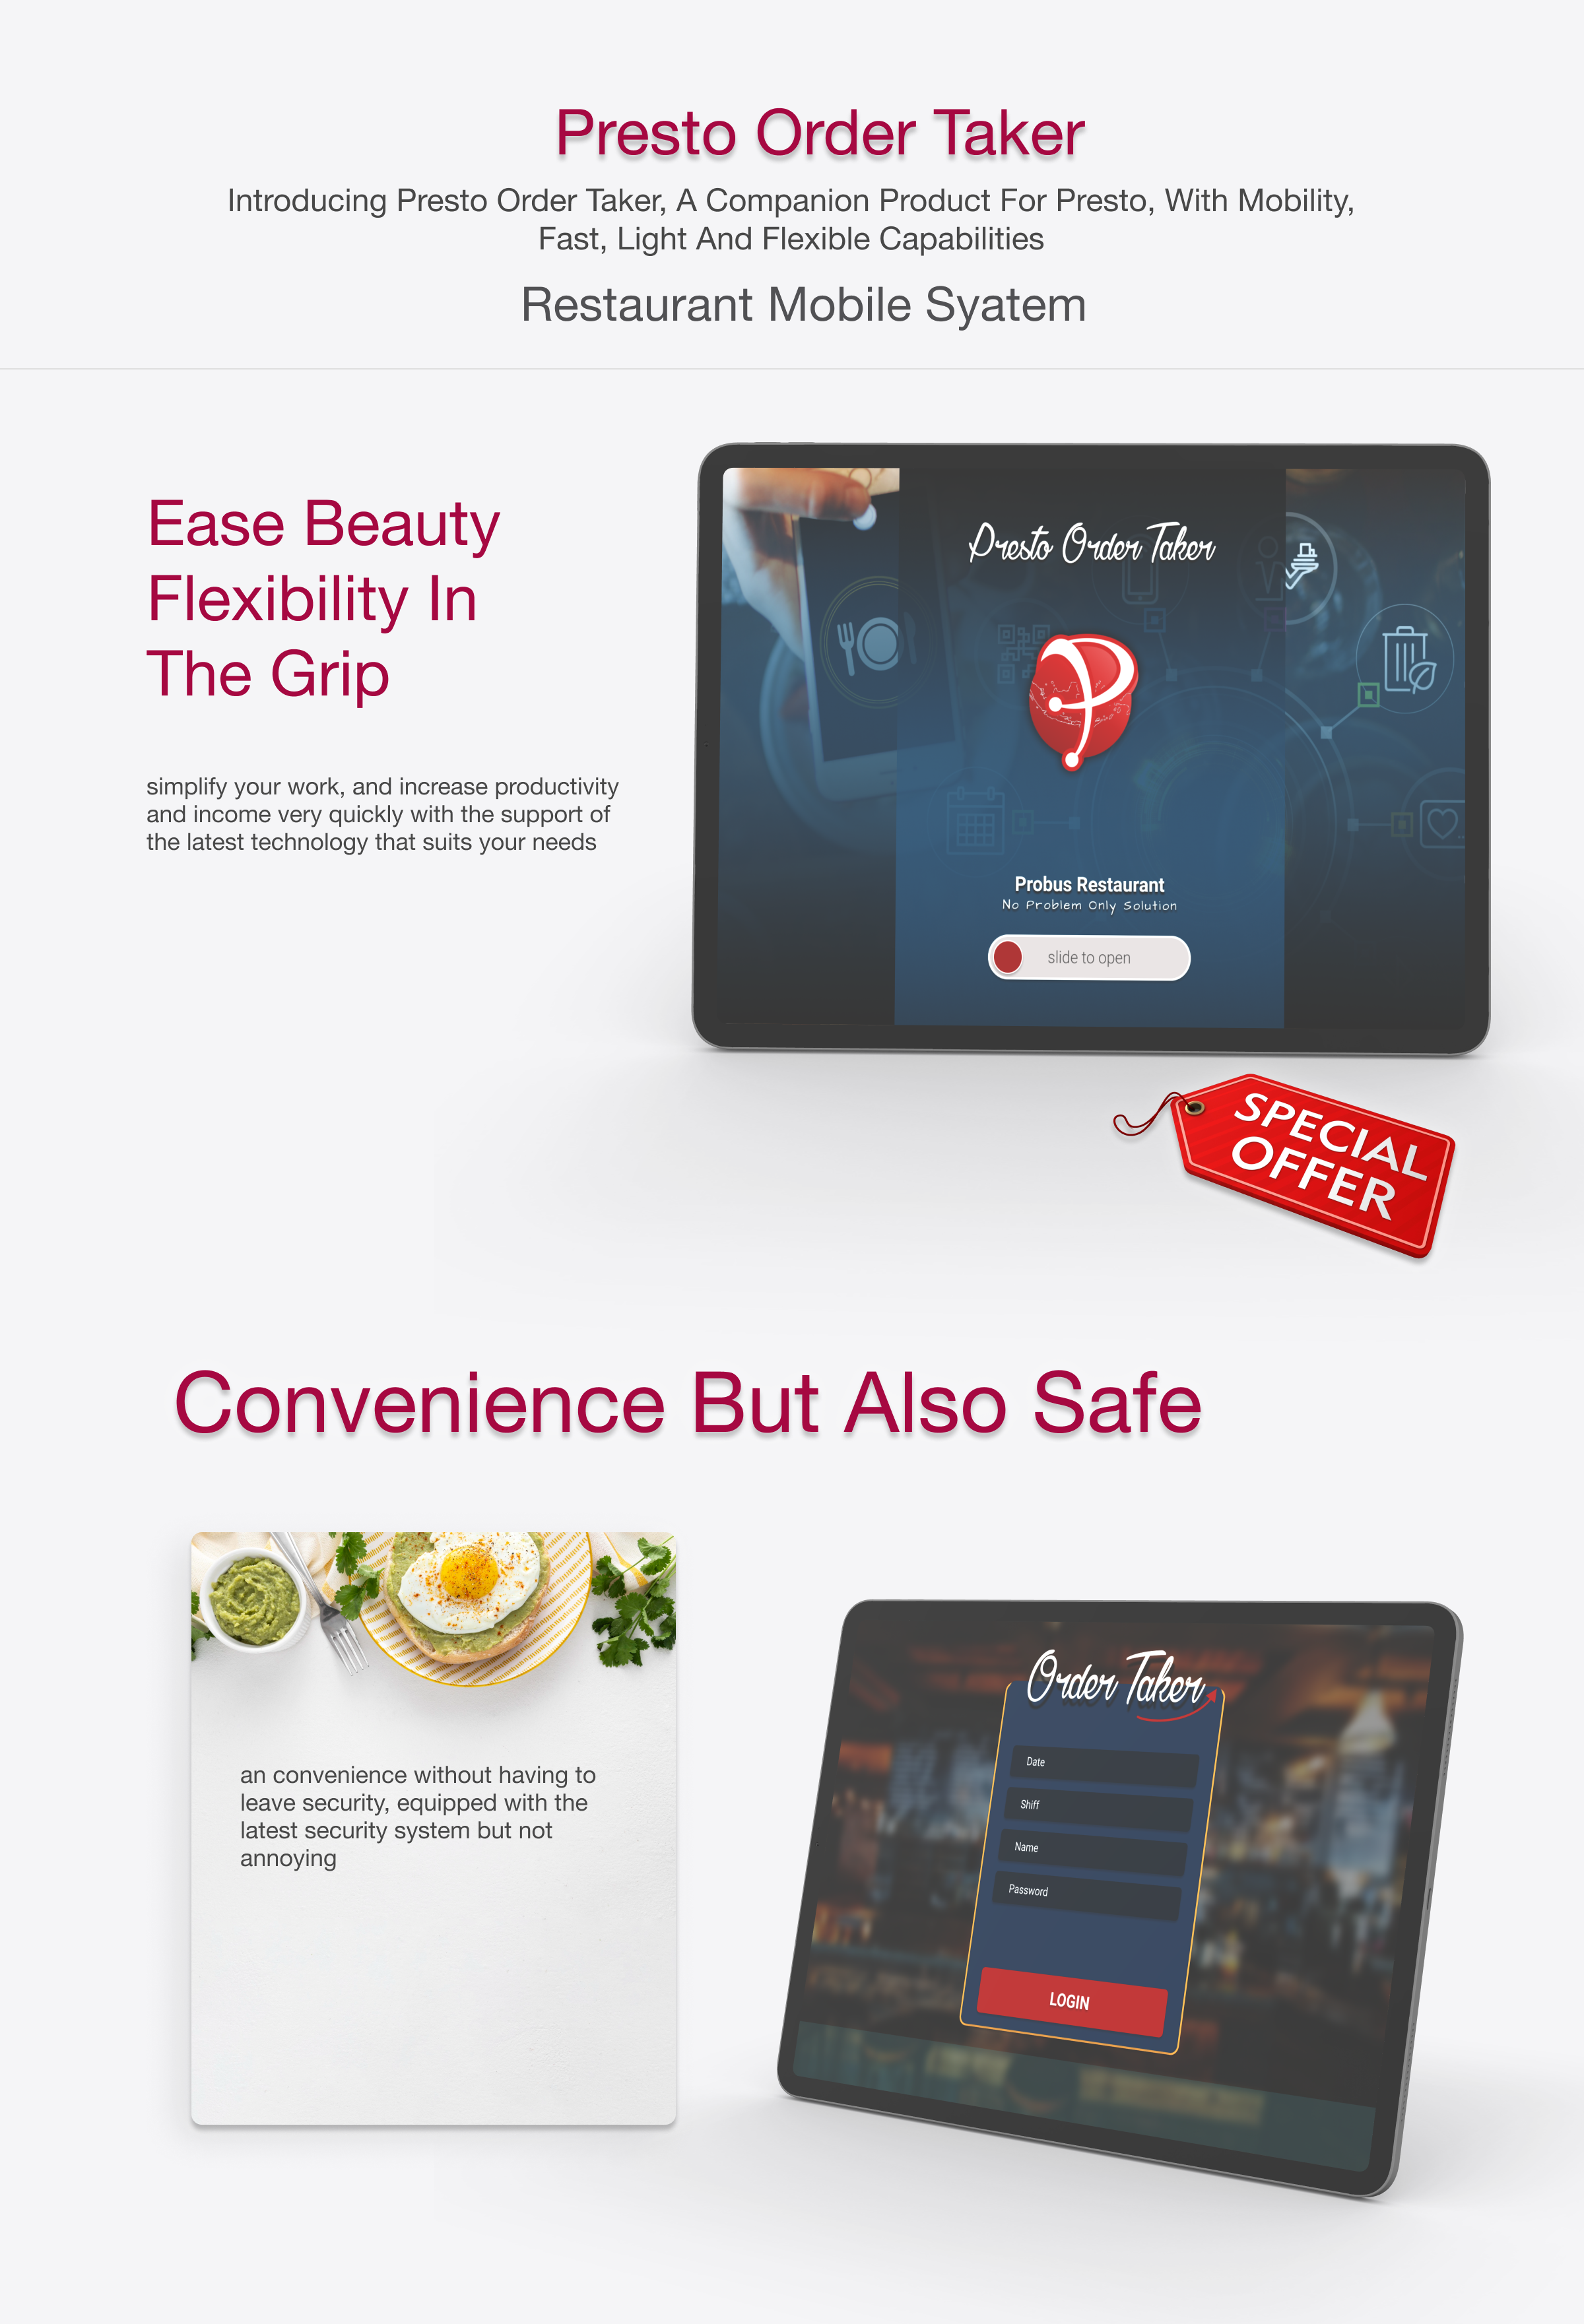 Presto Order Taker
Introducing Presto Order Taker, A Companion Product For Presto, With Mobility,
Fast, Light And Flexible Capabilities
Restaurant Mobile Syatem
Ease Beauty
Flexibility In
The Grip
simplify your work, and increase productivity
and income very quickly with the support of
the latest technology that suits your needs
Presto Order Taker
Probus Restaurant
No Problem Only Solution
slide to open
SPECIAL
OFFER
Convenience But Also Safe
an convenience without having to
leave security, equipped with the
latest security system but not
annoying
Order Taker
Date
Shiff
Name
Password
LOGIN